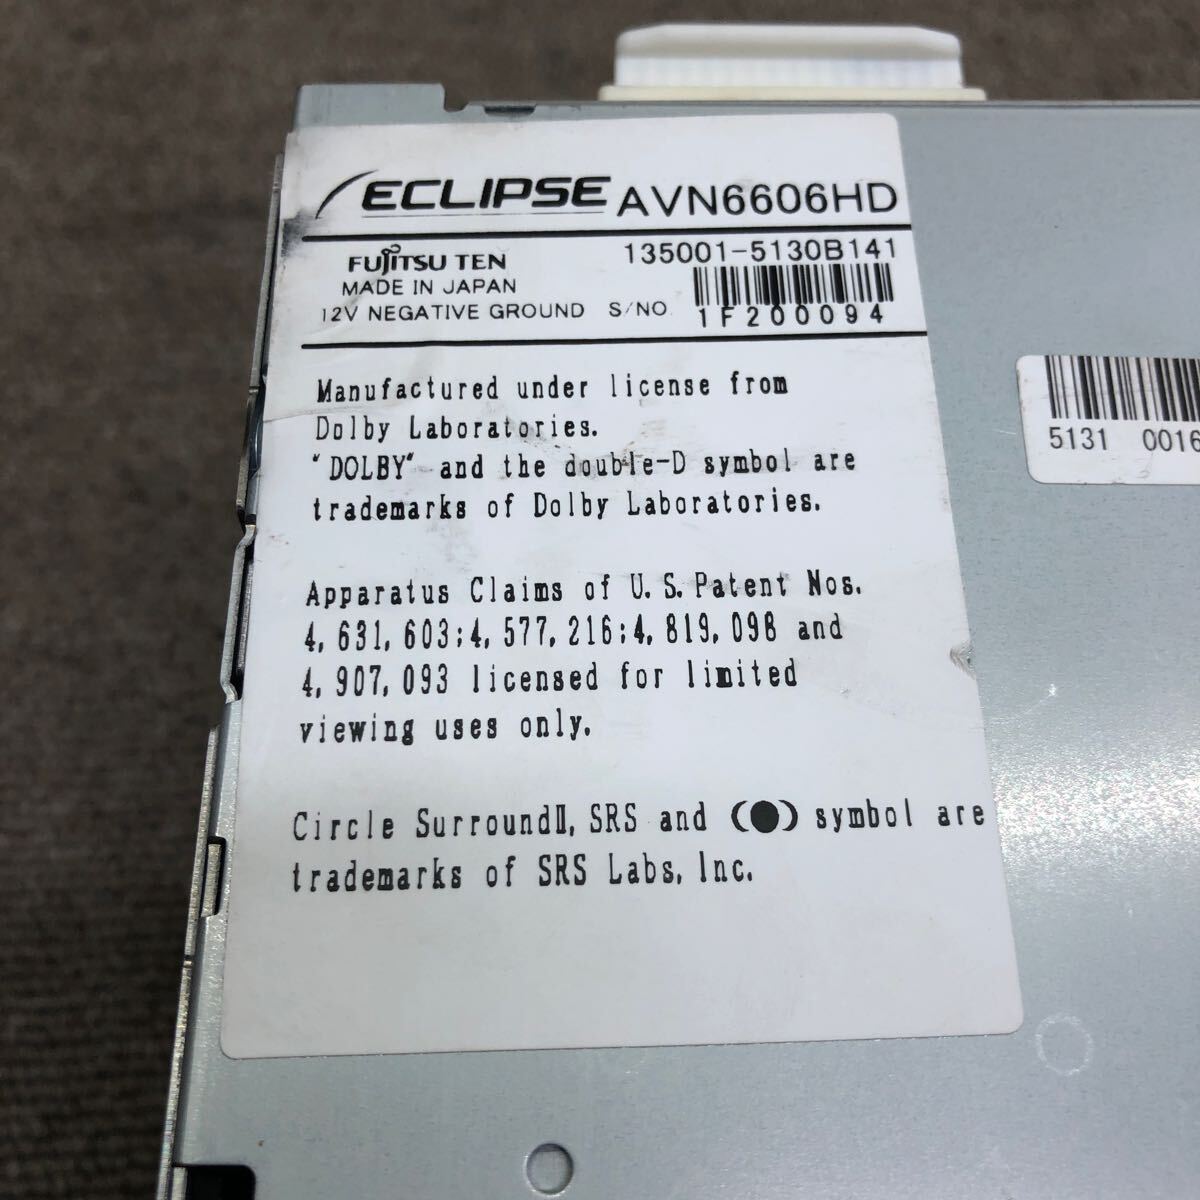 ECLIPSE AVN6606HD
FUJITSU TEN 135001-5130B141
MADE IN JAPAN
12V NEGATIVE GROUND S/NO 1F200094
Manufactured under license from
Dolby Laboratories.
"DOLBY" and the double-D symbol are
trademarks of Dolby Laboratories.
Apparatus Claims of U.S.Patent Nos.
4,631,603;4,577,216;4,819,098 and
4,907,093 licensed for limited
viewing uses only.
Circle SurroundⅡ,SRS and (●) symbol are
trademarks of SRS Labs,Inc.
5131 0016